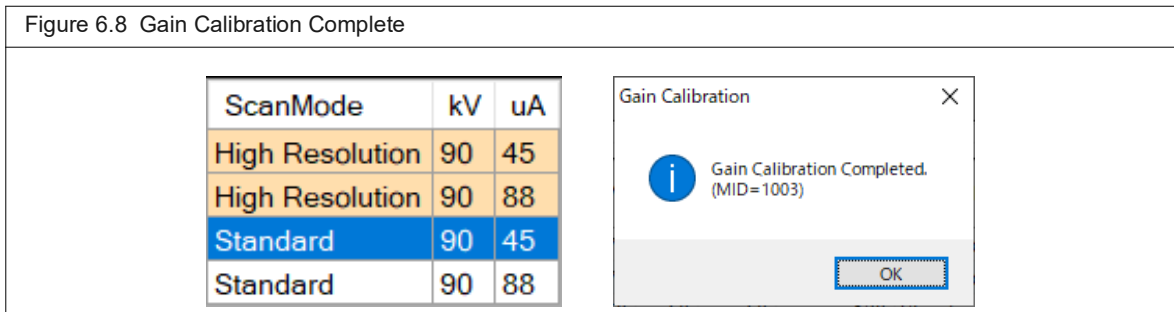 Figure 6.8 Gain Calibration Complete
ScanMode kV uA
High Resolution 90 45
High Resolution 90 88
Standard 90 45
Standard 90 88
Gain Calibration
Gain Calibration Completed.
(MID=1003)
OK